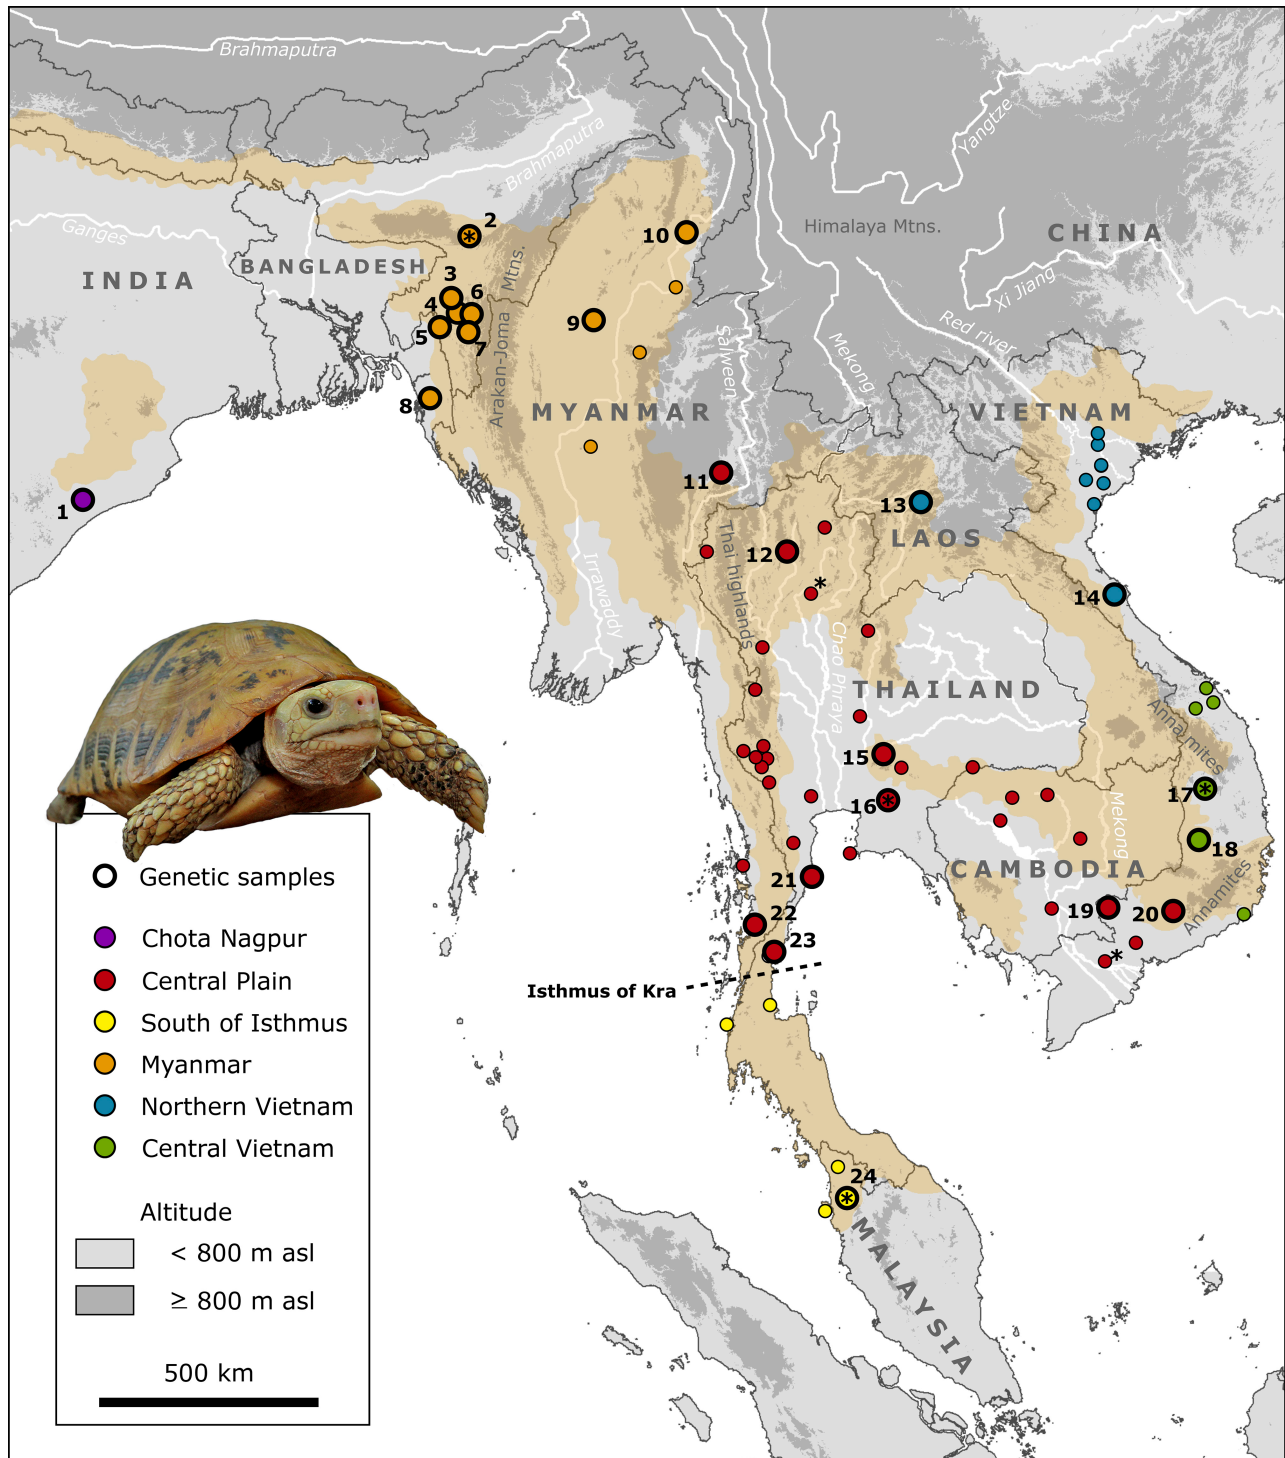 Brahmaputra
Yangtze
Brahmaputra
2
Himalaya Mtns.
CHINA
Ganges
10
BANGLADESH
INDIA
3
Mtns.
Xi Jiang
4
6
9
5
7
Red river
Salween
Mekong
Arakan-Joma
8
MYANMAR
VIETNAM
11
1
13
LAOS
Thai highlands
12
*
Irrawaddy
14
Chao Phraya
THAILAND
Annammites
15
16
17
Mekong
18
CAMBODIA
21
Annamites
22
19
20
23
*
Isthmus of Kra
24
MALAYSIA
Genetic samples
Chota Nagpur
Central Plain
South of Isthmus
Myanmar
Northern Vietnam
Central Vietnam
Altitude
< 800 m asl
≥ 800 m asl
500 km